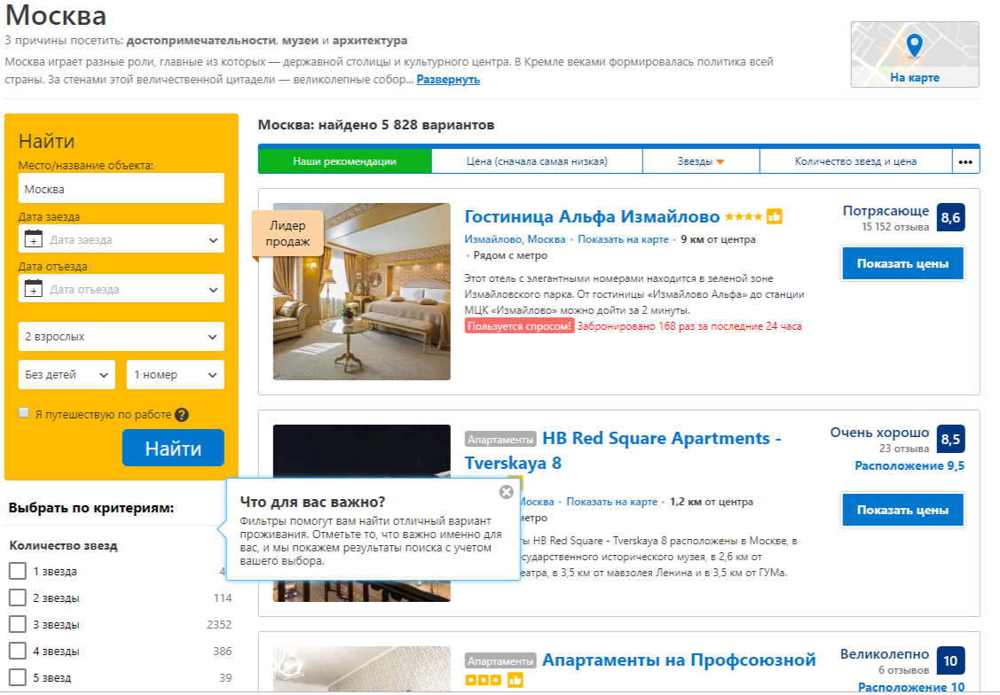 Москва
3 причины посетить: достопримечательности, музеи и архитектура
Москва играет разные роли, главные из которых — державной столицы и культурного центра. В Кремле веками формировалась политика всей
страны. За стенами этой величественной цитадели — великолепные собор... Развернуть
На карте
Найти
Место/название объекта:
Москва
Дата заезда
Дата заезда
Дата отъезда
Дата отъезда
2 взрослых
Без детей
1 номер
Я путешествую по работе ?
Найти
Выбрать по критериям:
Количество звезд
1 звезда
2 звезды 114
3 звезды 2352
4 звезды 386
5 звезд 39
Что для вас важно?
Фильтры помогут вам найти отличный вариант
проживания. Отметьте то, что важно именно для
вас, и мы покажем результаты поиска с учетом
вашего выбора.
Москва: найдено 5 828 вариантов
Наши рекомендации
Цена (сначала самая низкая)
Звезды
Количество звезд и цена
•••
Лидер
продаж
Гостиница Альфа Измайлово
Измайлово, Москва • Показать на карте • 9 км от центра
• Рядом с метро
Этот отель с элегантными номерами находится в зеленой зоне
Измайловского парка. От гостиницы «Измайлово Альфа» до станции
МЦК «Измайлово» можно дойти за 2 минуты.
Пользуется спросом! Забронировано 168 раз за последние 24 часа
Потрясающе 8,6
15 152 отзыва
Показать цены
Апартаменты HB Red Square Apartments -
Tverskaya 8
Москва • Показать на карте • 1,2 км от центра
HB Red Square - Tverskaya 8 расположены в Москве, в
исторического музея, в 2,6 км от
в 3,5 км от мавзолея Ленина и в 3,5 км от ГУМа.
Очень хорошо 8,5
23 отзыва
Расположение 9,5
Показать цены
Апартаменты Апартаменты на Профсоюзной
Великолепно 10
6 отзывов
Расположение 10